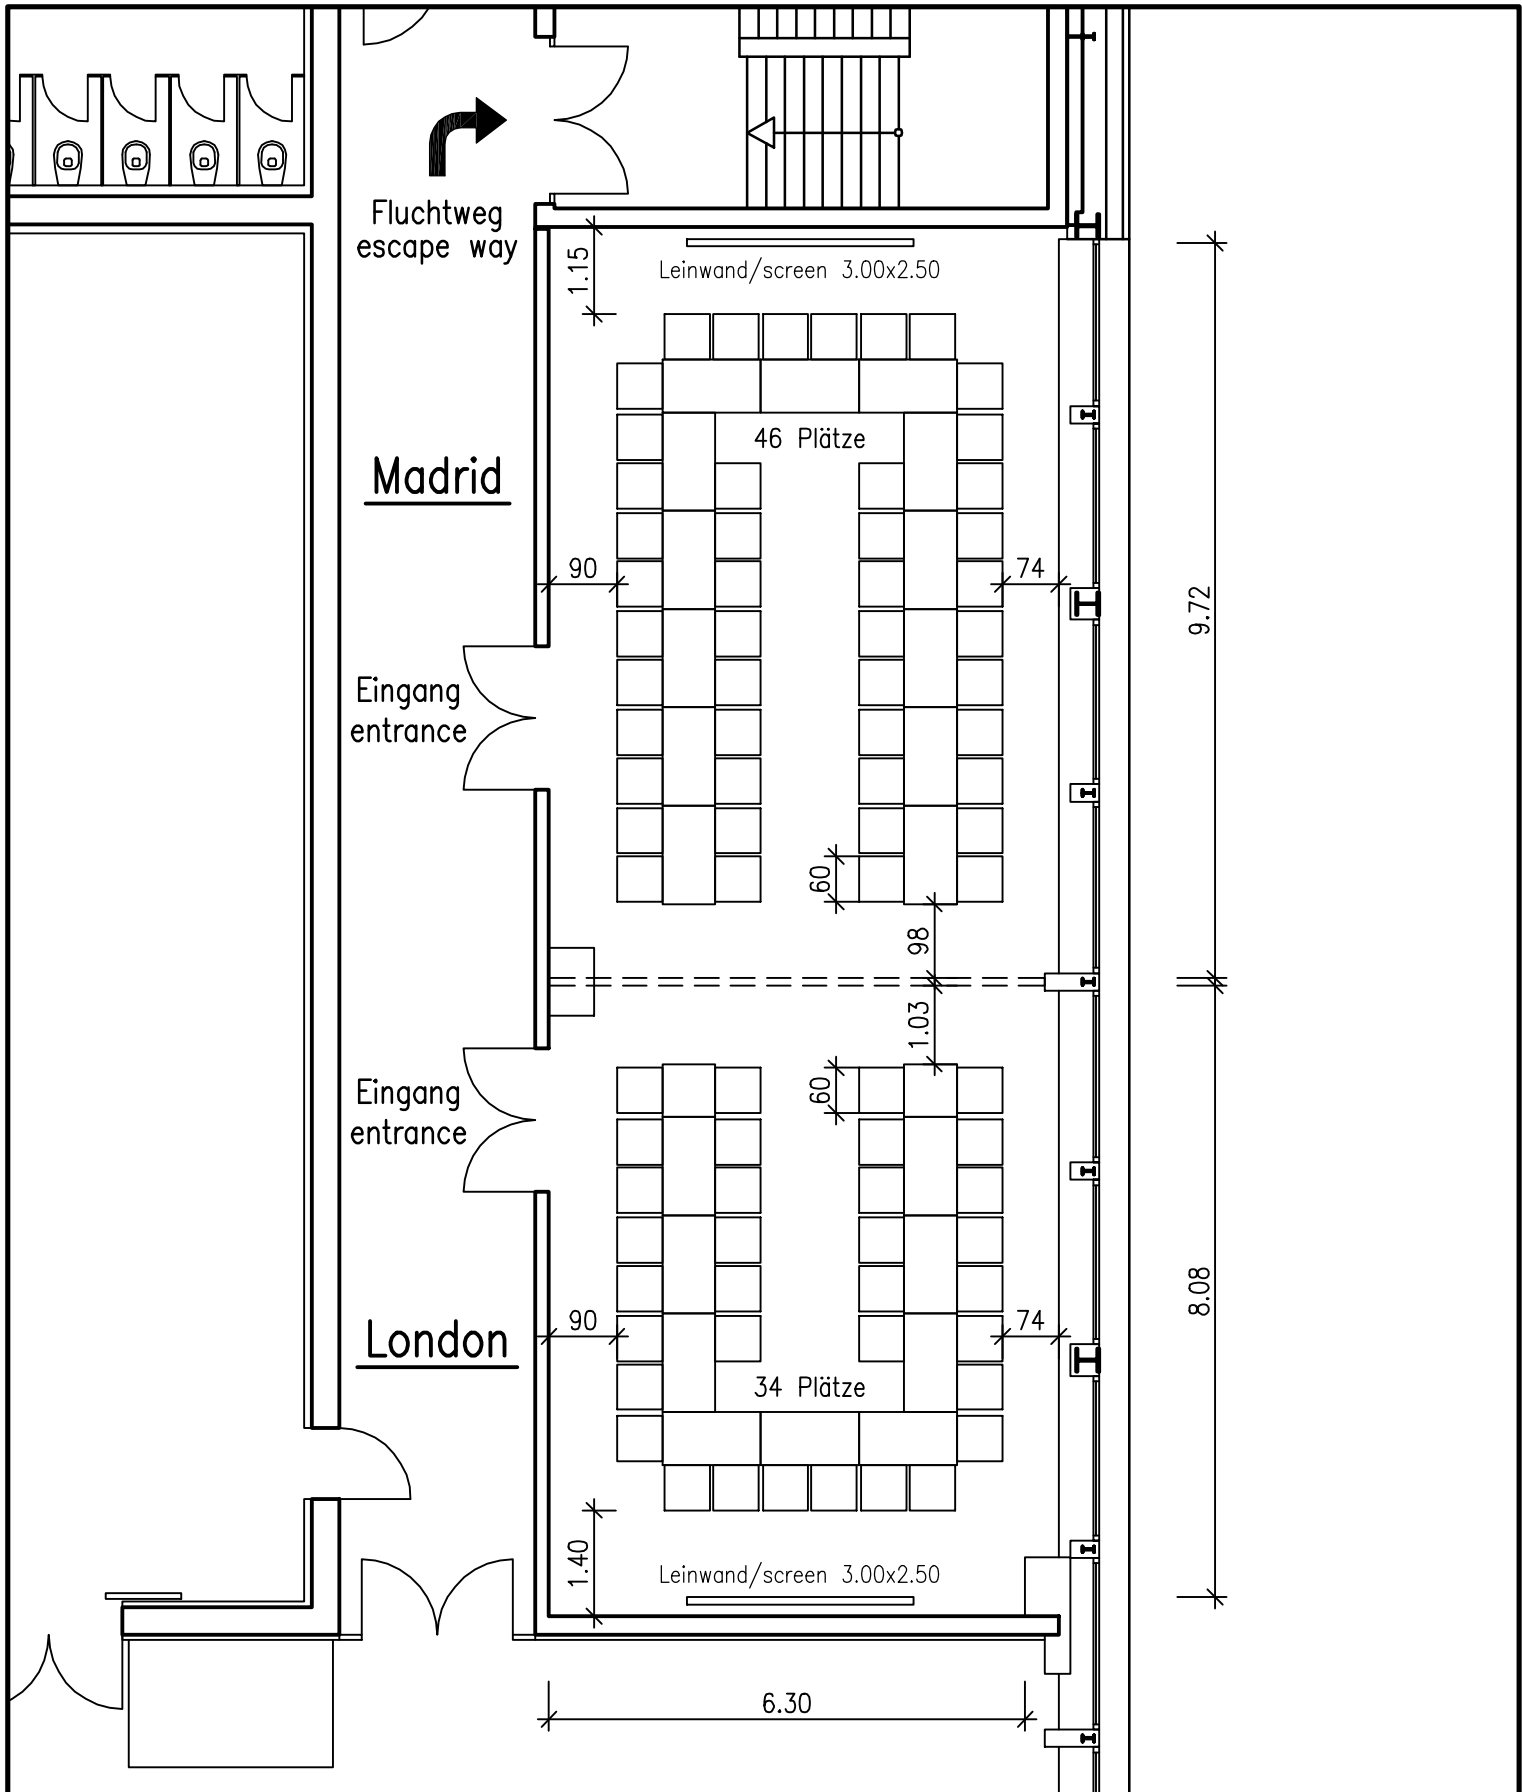 Fluchtweg
escape way
1.15
Leinwand/screen 3.00x2.50
46 Plätze
Madrid
90
74
9.72
Eingang
entrance
60
98
1.03
60
Eingang
entrance
8.08
London
90
74
34 Plätze
1.40
Leinwand/screen 3.00x2.50
6.30